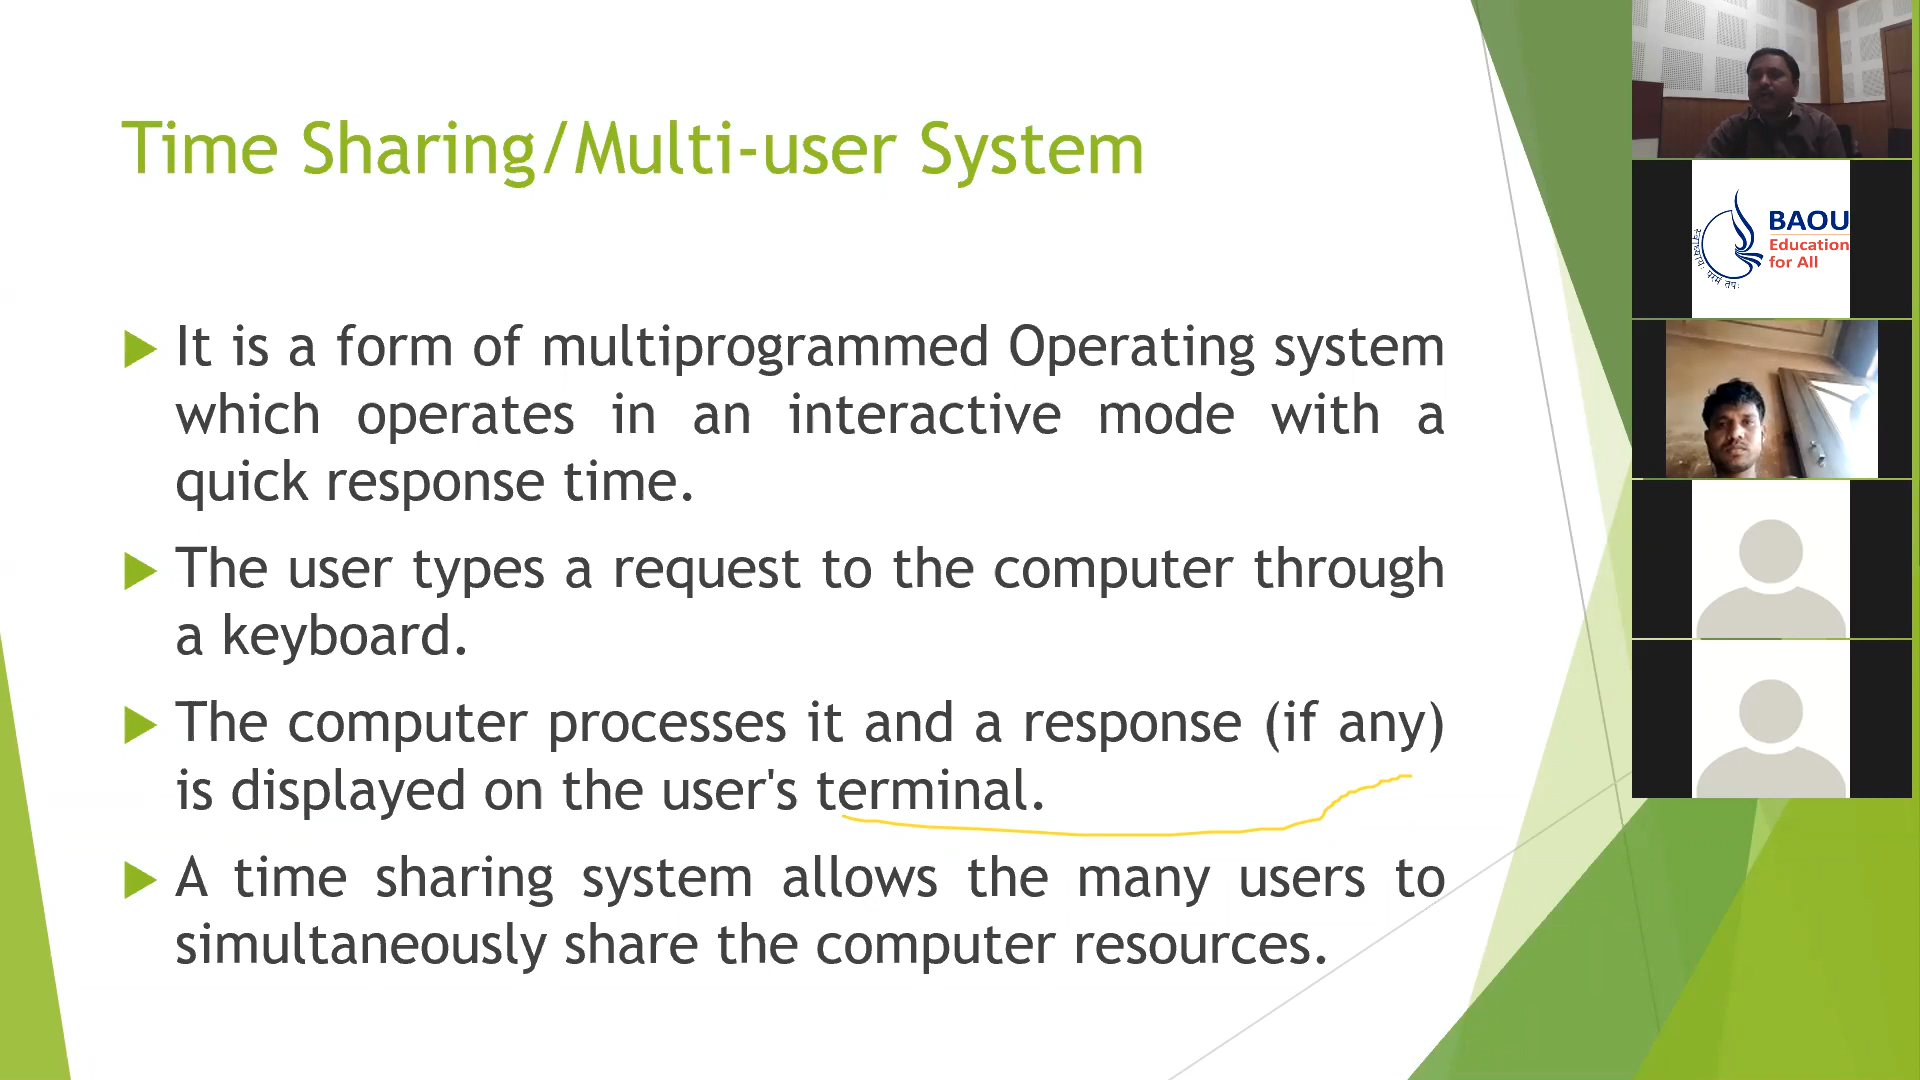 Time Sharing/Multi-user System
It is a form of multiprogrammed Operating system
which operates in an interactive mode with a
quick response time.
The user types a request to the computer through
a keyboard.
The computer processes it and a response (if any)
is displayed on the user's terminal.
A time sharing system allows the many users to
simultaneously share the computer resources.
BAOU
Education
for All
परमं तपः